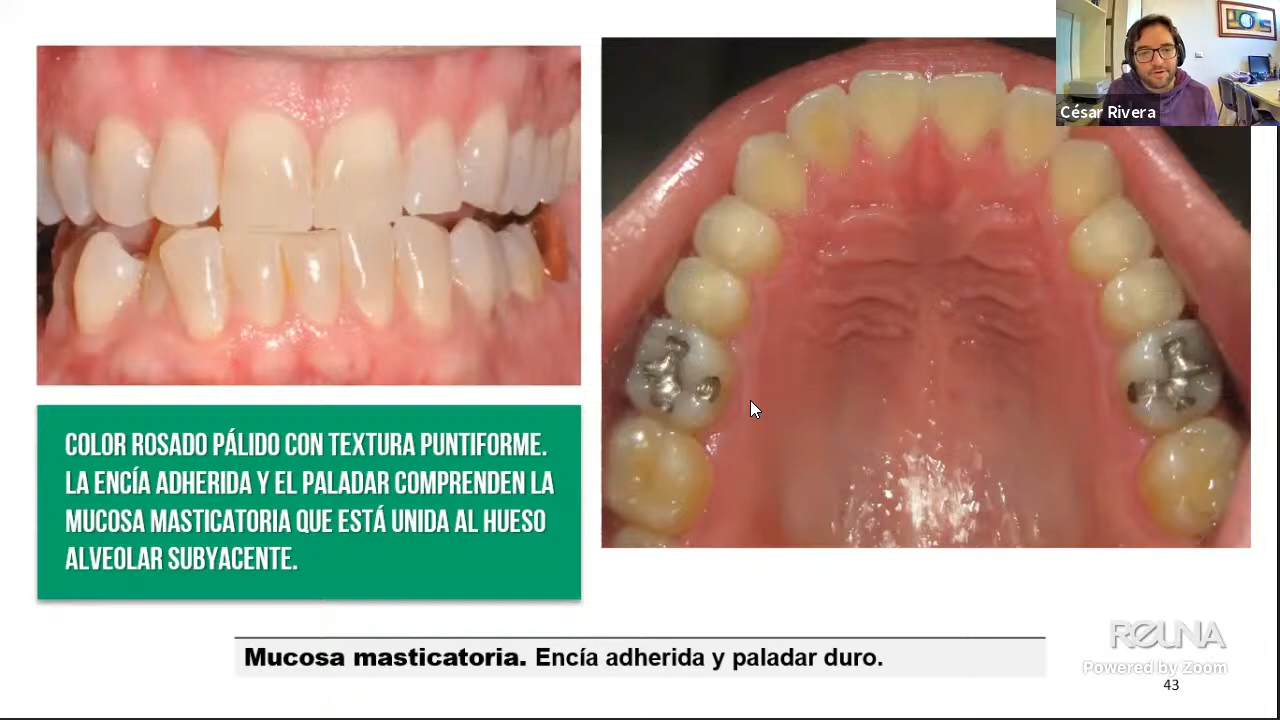 César Rivera
COLOR ROSADO PÁLIDO CON TEXTURA PUNTIFORME.
LA ENCÍA ADHERIDA Y EL PALADAR COMPRENDEN LA
MUCOSA MASTICATORIA QUE ESTÁ UNIDA AL HUESO
ALVEOLAR SUBYACENTE.
Mucosa masticatoria. Encía adherida y paladar duro.
REUNA
Powered by Zoom
43